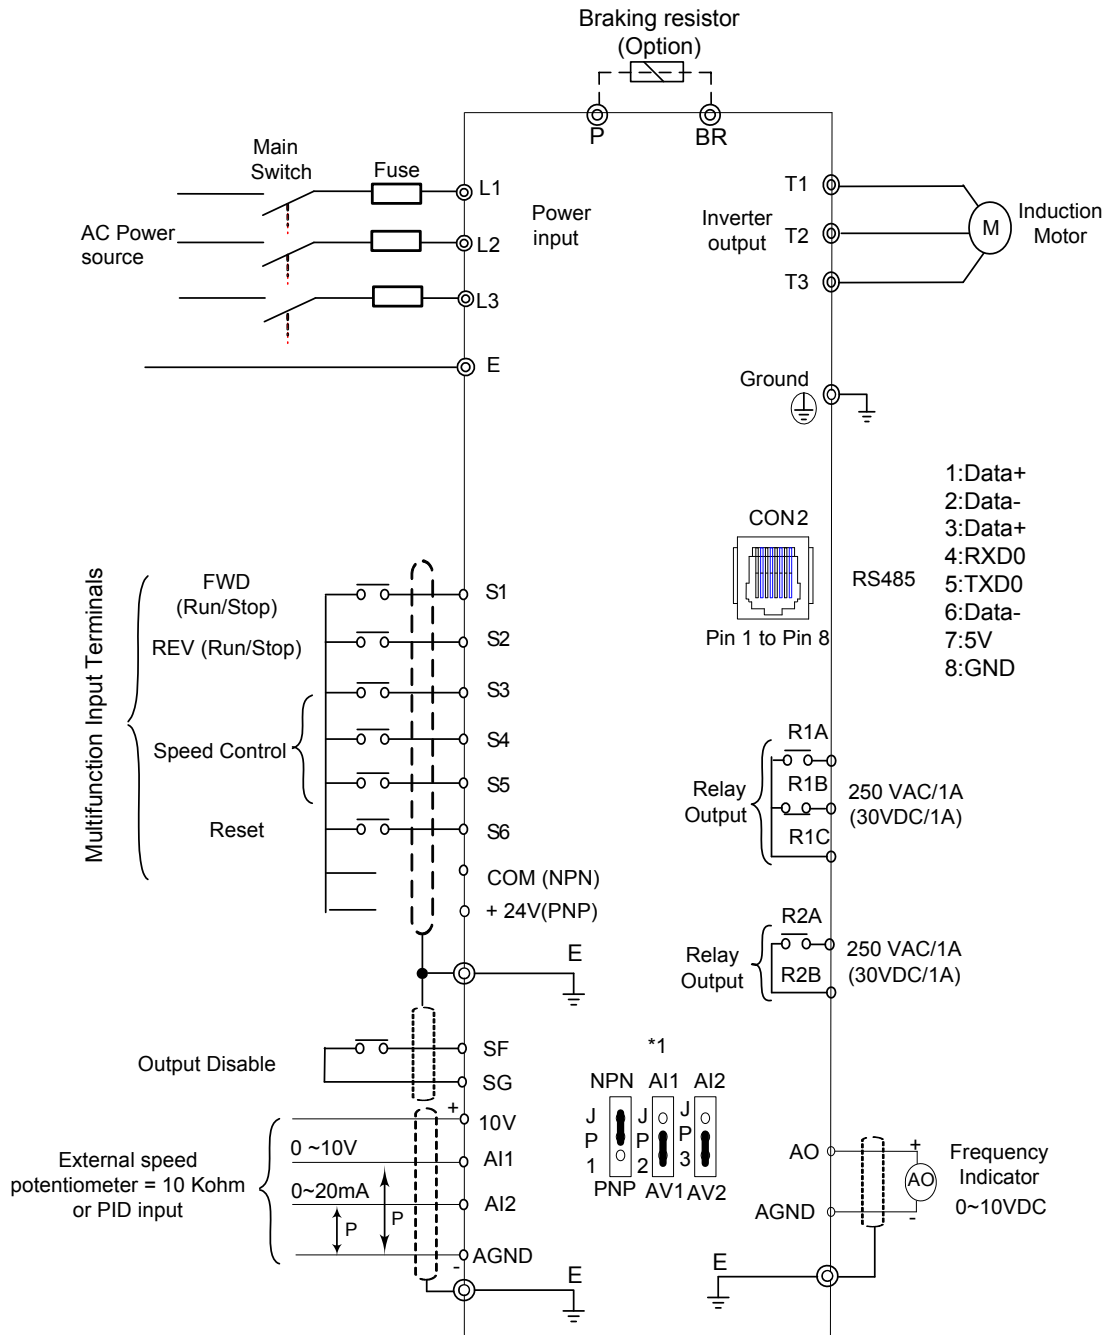 Braking resistor
(Option)
P
BR
Main
Switch
Fuse
AC Power
source
L1
L2
L3
E
Power
input
Inverter
output
T1
T2
T3
M
Induction
Motor
Ground
CON2
Pin 1 to Pin 8
RS485
1:Data+
2:Data-
3:Data+
4:RXD0
5:TXD0
6:Data-
7:5V
8:GND
Multifunction Input Terminals
FWD
(Run/Stop)
REV (Run/Stop)
Speed Control
Reset
S1
S2
S3
S4
S5
S6
COM (NPN)
+ 24V(PNP)
E
Relay
Output
R1A
R1B
R1C
250 VAC/1A
(30VDC/1A)
Relay
Output
R2A
R2B
250 VAC/1A
(30VDC/1A)
Output Disable
SF
SG
*1
NPN AI1 AI2
JP1
JP2
JP3
PNP AV1 AV2
External speed
potentiometer = 10 Kohm
or PID input
+
10V
0 ~10V
AI1
0~20mA
AI2
P
P
AGND
-
E
AO
AGND
+
AO
-
Frequency
Indicator
0~10VDC
E